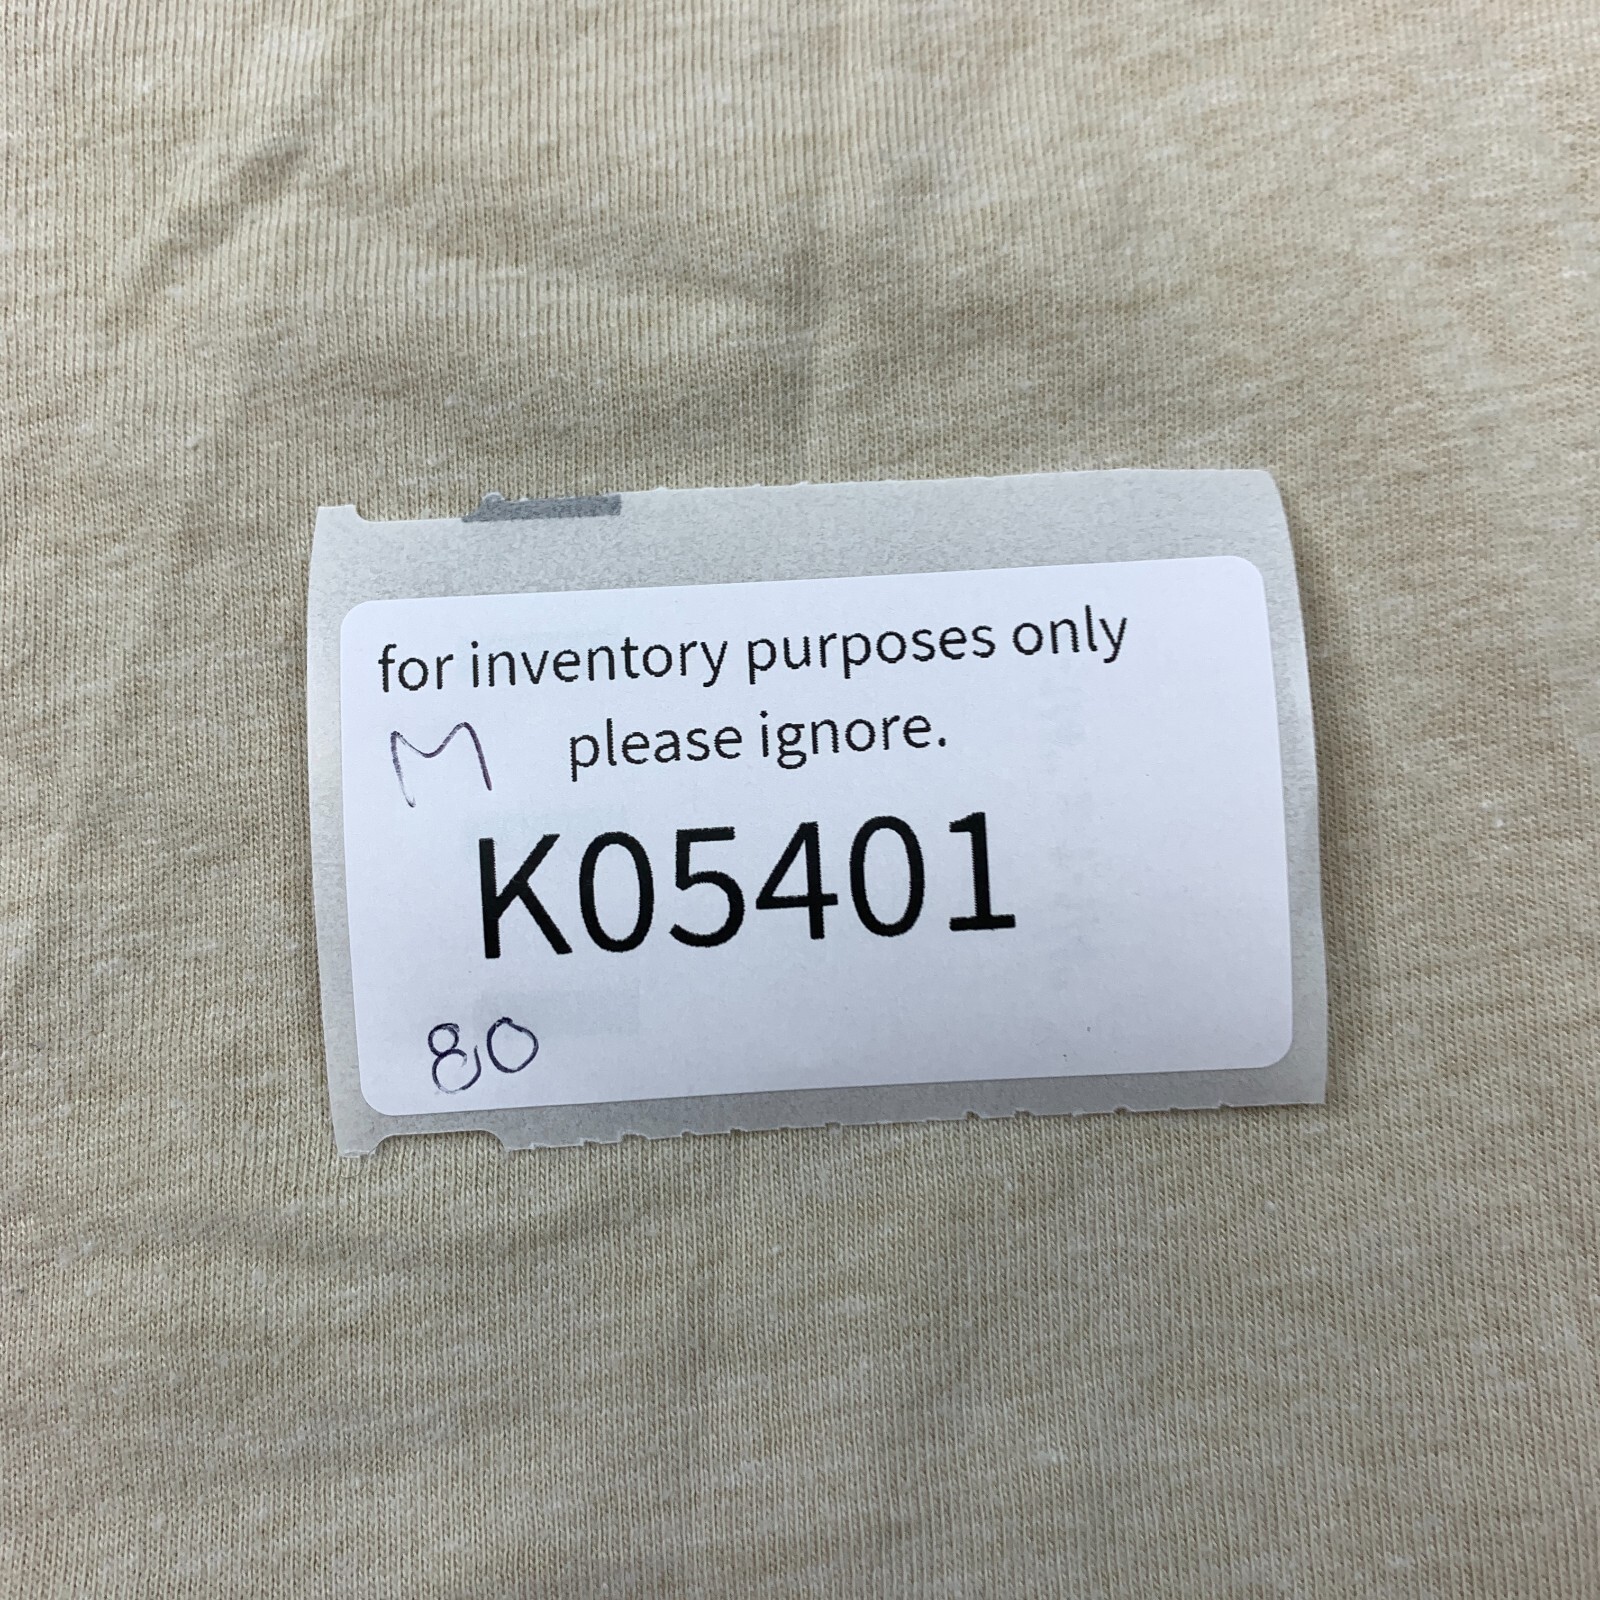 for inventory purposes only
M please ignore.
K05401
80